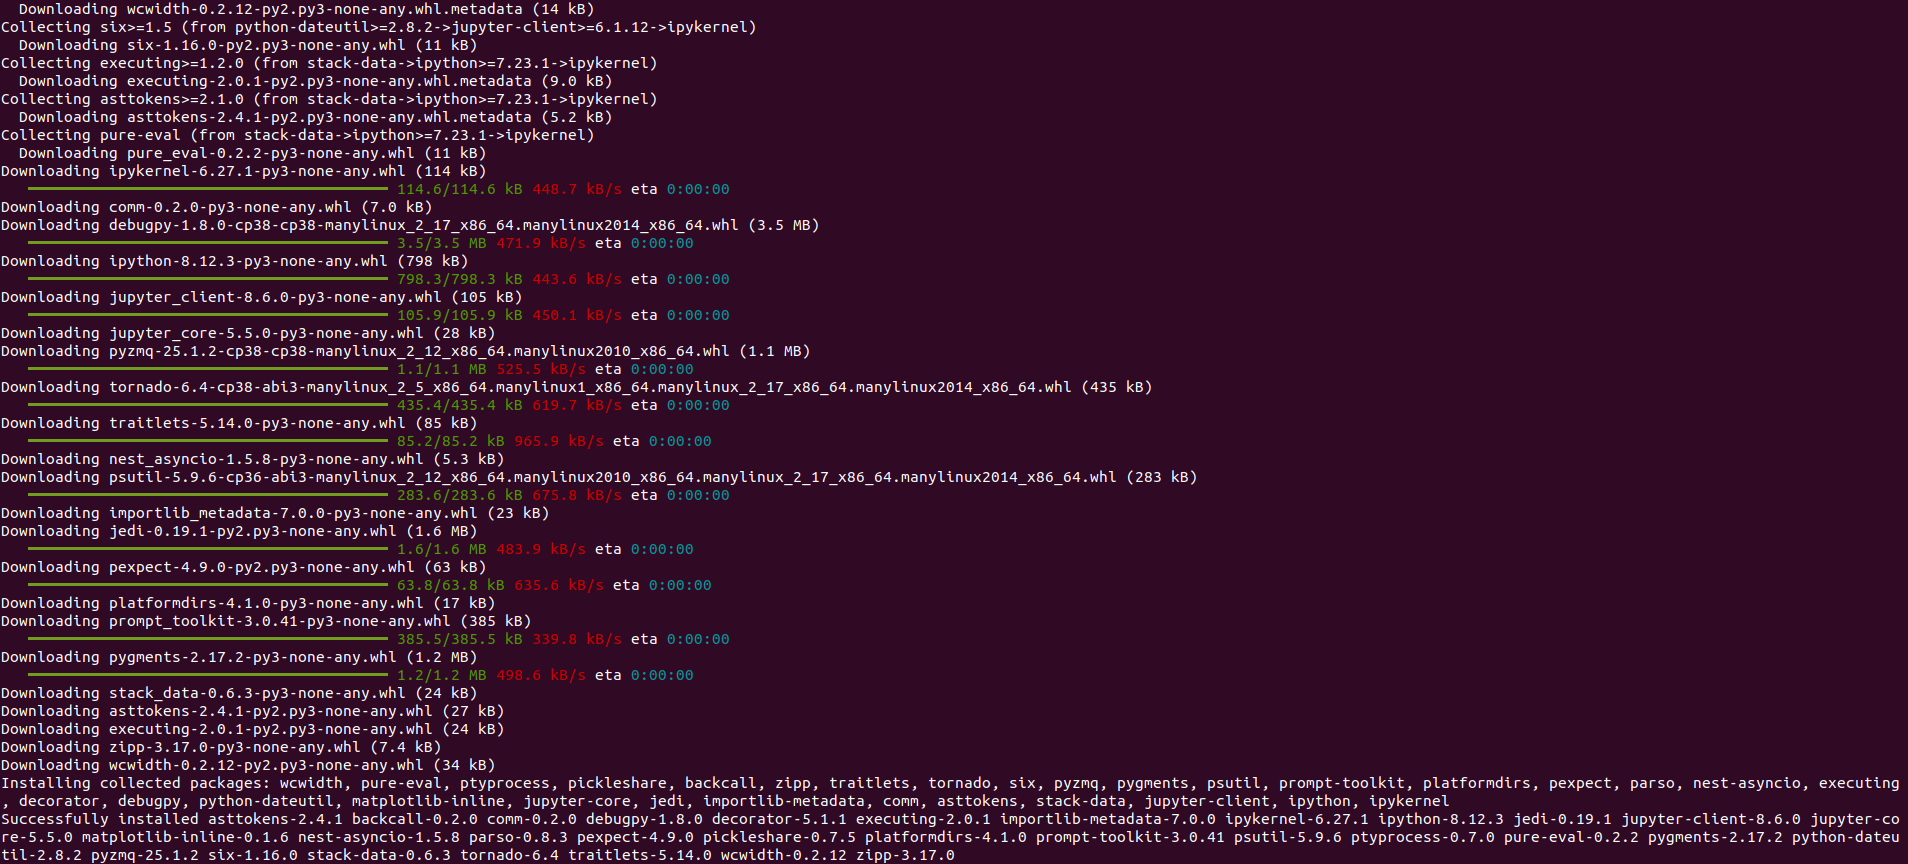 Downloading wcwidth-0.2.12-py2.py3-none-any.whl.metadata (14 kB)
Collecting six>=1.5 (from python-dateutil>=2.8.2->jupyter-client>=6.1.12->ipykernel)
Downloading six-1.16.0-py2.py3-none-any.whl (11 kB)
Collecting executing>=1.2.0 (from stack-data->ipython>=7.23.1->ipykernel)
Downloading executing-2.0.1-py2.py3-none-any.whl.metadata (9.0 kB)
Collecting asttokens>=2.1.0 (from stack-data->ipython>=7.23.1->ipykernel)
Downloading asttokens-2.4.1-py2.py3-none-any.whl.metadata (5.2 kB)
Collecting pure-eval (from stack-data->ipython>=7.23.1->ipykernel)
Downloading pure_eval-0.2.2-py3-none-any.whl (11 kB)
Downloading ipykernel-6.27.1-py3-none-any.whl (114 kB)
114.6/114.6 kB 448.7 kB/s eta 0:00:00
Downloading comm-0.2.0-py3-none-any.whl (7.0 kB)
Downloading debugpy-1.8.0-cp38-cp38-manylinux_2_17_x86_64.manylinux2014_x86_64.whl (3.5 MB)
3.5/3.5 MB 471.9 kB/s eta 0:00:00
Downloading ipython-8.12.3-py3-none-any.whl (798 kB)
798.3/798.3 kB 443.6 kB/s eta 0:00:00
Downloading jupyter_client-8.6.0-py3-none-any.whl (105 kB)
105.9/105.9 kB 450.1 kB/s eta 0:00:00
Downloading jupyter_core-5.5.0-py3-none-any.whl (28 kB)
Downloading pyzmq-25.1.2-cp38-cp38-manylinux_2_12_x86_64.manylinux2010_x86_64.whl (1.1 MB)
1.1/1.1 MB 525.5 kB/s eta 0:00:00
Downloading tornado-6.4-cp38-abi3-manylinux_2_5_x86_64.manylinux1_x86_64.manylinux_2_17_x86_64.manylinux2014_x86_64.whl (435 kB)
435.4/435.4 kB 619.7 kB/s eta 0:00:00
Downloading traitlets-5.14.0-py3-none-any.whl (85 kB)
85.2/85.2 kB 965.9 kB/s eta 0:00:00
Downloading nest_asyncio-1.5.8-py3-none-any.whl (5.3 kB)
Downloading psutil-5.9.6-cp36-abi3-manylinux_2_12_x86_64.manylinux2010_x86_64.manylinux_2_17_x86_64.manylinux2014_x86_64.whl (283 kB)
283.6/283.6 kB 675.8 kB/s eta 0:00:00
Downloading importlib_metadata-7.0.0-py3-none-any.whl (23 kB)
Downloading jedi-0.19.1-py2.py3-none-any.whl (1.6 MB)
1.6/1.6 MB 483.9 kB/s eta 0:00:00
Downloading pexpect-4.9.0-py2.py3-none-any.whl (63 kB)
63.8/63.8 kB 635.6 kB/s eta 0:00:00
Downloading platformdirs-4.1.0-py3-none-any.whl (17 kB)
Downloading prompt_toolkit-3.0.41-py3-none-any.whl (385 kB)
385.5/385.5 kB 339.8 kB/s eta 0:00:00
Downloading pygments-2.17.2-py3-none-any.whl (1.2 MB)
1.2/1.2 MB 498.6 kB/s eta 0:00:00
Downloading stack_data-0.6.3-py3-none-any.whl (24 kB)
Downloading asttokens-2.4.1-py2.py3-none-any.whl (27 kB)
Downloading executing-2.0.1-py2.py3-none-any.whl (24 kB)
Downloading zipp-3.17.0-py3-none-any.whl (7.4 kB)
Downloading wcwidth-0.2.12-py2.py3-none-any.whl (34 kB)
Installing collected packages: wcwidth, pure-eval, ptyprocess, pickleshare, backcall, zipp, traitlets, tornado, six, pyzmq, pygments, psutil, prompt-toolkit, platformdirs, pexpect, parso, nest-asyncio, executing
, decorator, debugpy, python-dateutil, matplotlib-inline, jupyter-core, jedi, importlib-metadata, comm, asttokens, stack-data, jupyter-client, ipython, ipykernel
Successfully installed asttokens-2.4.1 backcall-0.2.0 comm-0.2.0 debugpy-1.8.0 decorator-5.1.1 executing-2.0.1 importlib-metadata-7.0.0 ipykernel-6.27.1 ipython-8.12.3 jedi-0.19.1 jupyter-client-8.6.0 jupyter-co
re-5.5.0 matplotlib-inline-0.1.6 nest-asyncio-1.5.8 parso-0.8.3 pexpect-4.9.0 pickleshare-0.7.5 platformdirs-4.1.0 prompt-toolkit-3.0.41 psutil-5.9.6 ptyprocess-0.7.0 pure-eval-0.2.2 pygments-2.17.2 python-dateu
til-2.8.2 pyzmq-25.1.2 six-1.16.0 stack-data-0.6.3 tornado-6.4 traitlets-5.14.0 wcwidth-0.2.12 zipp-3.17.0